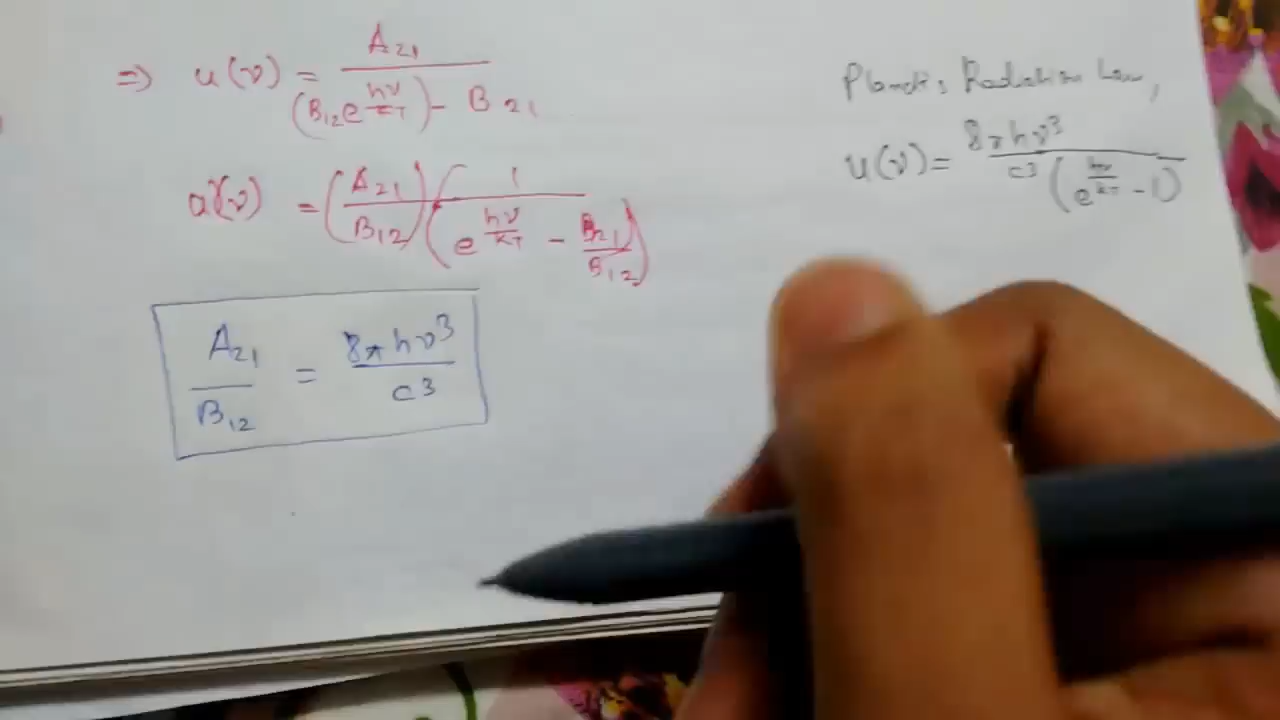 ⇒ u(ν) = A₂₁ / ((B₁₂e^(hν/KT)) - B₂₁)
u(ν) = (A₂₁/B₁₂) (1 / (e^(hν/KT) - B₂₁/B₁₂))
A₂₁/B₁₂ = 8πhν³/c³
Planck's Radiation Law,
u(ν) = 8πhν³ / c³(e^(hν/KT) - 1)